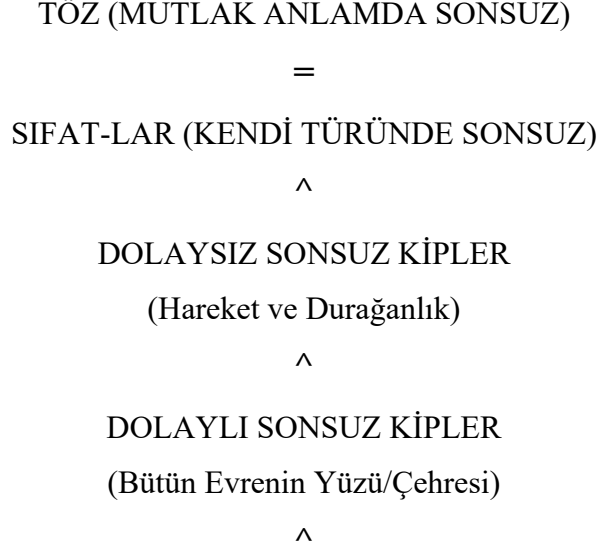 TÖZ (MUTLAK ANLAMDA SONSUZ)
=
SIFAT-LAR (KENDİ TÜRÜNDE SONSUZ)
^
DOLAYSIZ SONSUZ KİPLER
(Hareket ve Durağanlık)
^
DOLAYLI SONSUZ KİPLER
(Bütün Evrenin Yüzü/Çehresi)
^